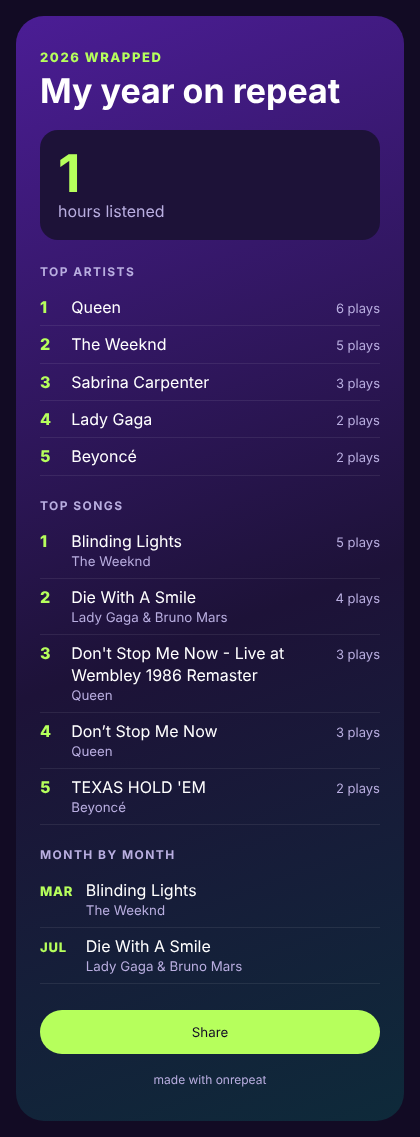 2026 WRAPPED
My year on repeat
1
hours listened
TOP ARTISTS
1 Queen 6 plays
2 The Weeknd 5 plays
3 Sabrina Carpenter 3 plays
4 Lady Gaga 2 plays
5 Beyoncé 2 plays
TOP SONGS
1 Blinding Lights 5 plays
The Weeknd
2 Die With A Smile 4 plays
Lady Gaga & Bruno Mars
3 Don't Stop Me Now - Live at 3 plays
Wembley 1986 Remaster
Queen
4 Don’t Stop Me Now 3 plays
Queen
5 TEXAS HOLD 'EM 2 plays
Beyoncé
MONTH BY MONTH
MAR Blinding Lights
The Weeknd
JUL Die With A Smile
Lady Gaga & Bruno Mars
Share
made with onrepeat